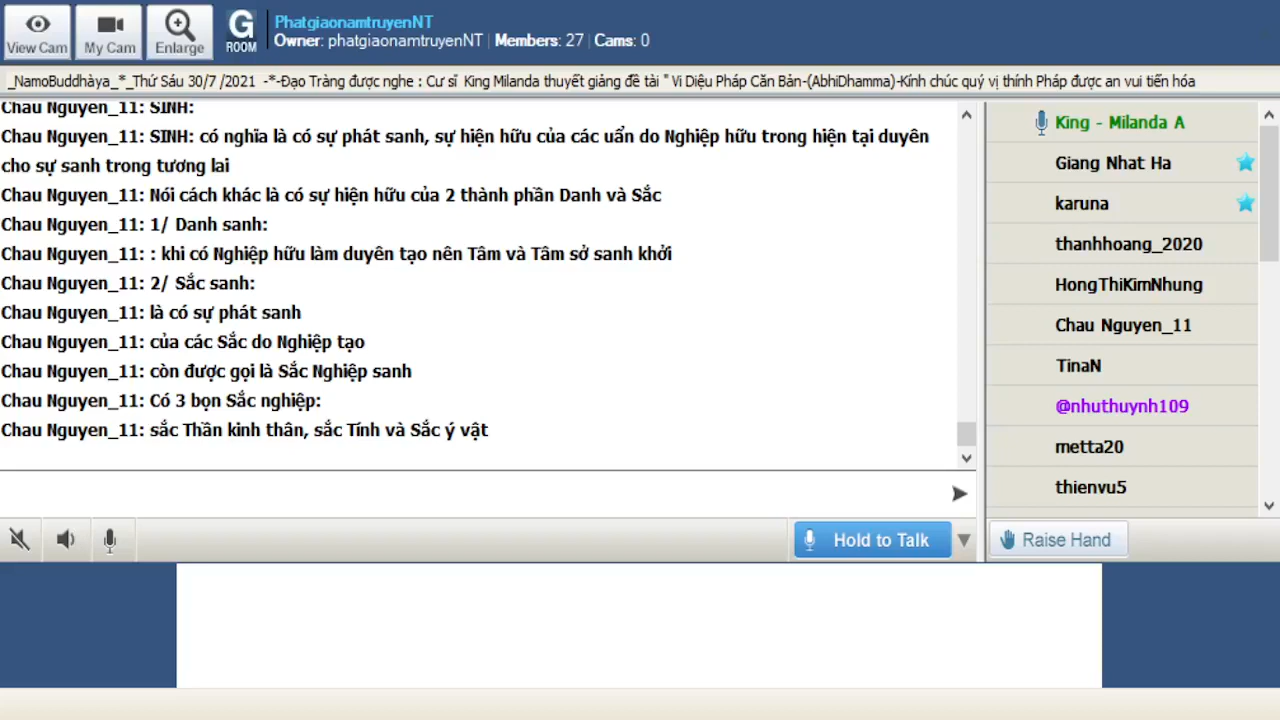 View Cam
My Cam
Enlarge
G
ROOM
PhatgiaonamtruyenNT
Owner: phatgiaonamtruyenNT | Members: 27 | Cams: 0
_NamoBuddhàya_*_Thứ Sáu 30/7 /2021 -*-Đạo Tràng được nghe : Cư sĩ King Milanda thuyết giảng đề tài " Vi Diệu Pháp Căn Bản-(AbhiDhamma)-Kính chúc quý vị thính Pháp được an vui tiến hóa
Chau Nguyen_11: SINH:
Chau Nguyen_11: SINH: có nghĩa là có sự phát sanh, sự hiện hữu của các uẩn do Nghiệp hữu trong hiện tại duyên
cho sự sanh trong tương lai
Chau Nguyen_11: Nói cách khác là có sự hiện hữu của 2 thành phần Danh và Sắc
Chau Nguyen_11: 1/ Danh sanh:
Chau Nguyen_11: : khi có Nghiệp hữu làm duyên tạo nên Tâm và Tâm sở sanh khởi
Chau Nguyen_11: 2/ Sắc sanh:
Chau Nguyen_11: là có sự phát sanh
Chau Nguyen_11: của các Sắc do Nghiệp tạo
Chau Nguyen_11: còn được gọi là Sắc Nghiệp sanh
Chau Nguyen_11: Có 3 bọn Sắc nghiệp:
Chau Nguyen_11: sắc Thần kinh thân, sắc Tính và Sắc ý vật
King - Milanda A
Giang Nhat Ha
karuna
thanhhoang_2020
HongThiKimNhung
Chau Nguyen_11
TinaN
@nhuthuynh109
metta20
thienvu5
Hold to Talk
Raise Hand